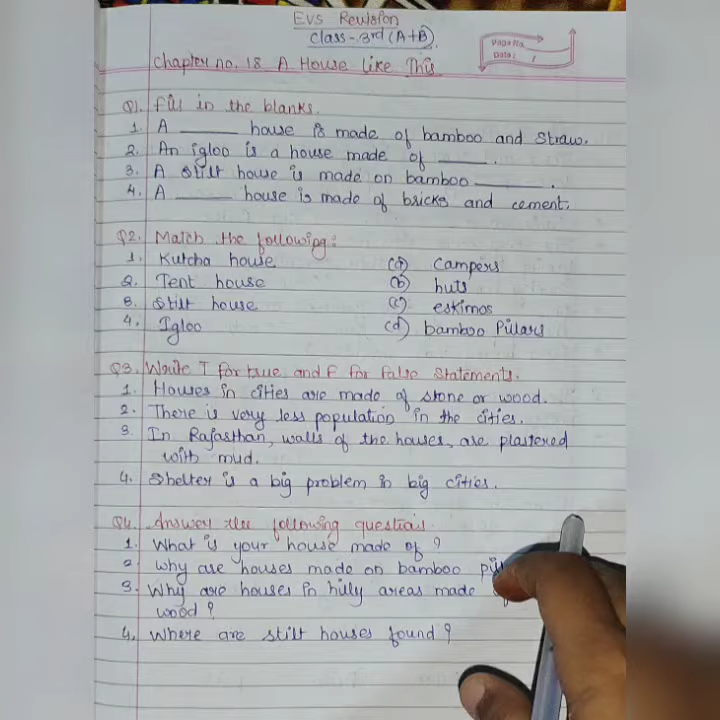 EVS Revision
Class - 3rd (A+B)
Page No.
Date: /
Chapter no. 18 A House Like This
Q1. Fill in the blanks.
1. A ______ house is made of bamboo and straw.
2. An igloo is a house made of ______.
3. A stilt house is made on bamboo ______.
4. A ______ house is made of bricks and cement.
Q2. Match the following:
1. Kutcha house (a) campers
2. Tent house (b) huts
3. Stilt house (c) eskimos
4. Igloo (d) bamboo Pillars
Q3. Write T for true and F for false statements.
1. Houses in cities are made of stone or wood.
2. There is very less population in the cities.
3. In Rajasthan, walls of the houses, are plastered
with mud.
4. Shelter is a big problem in big cities.
Q4. Answer the following question.
1. What is your house made of?
2 Why are houses made on bamboo
3. Why are houses in hilly areas made
wood?
4. Where are stilt houses found?